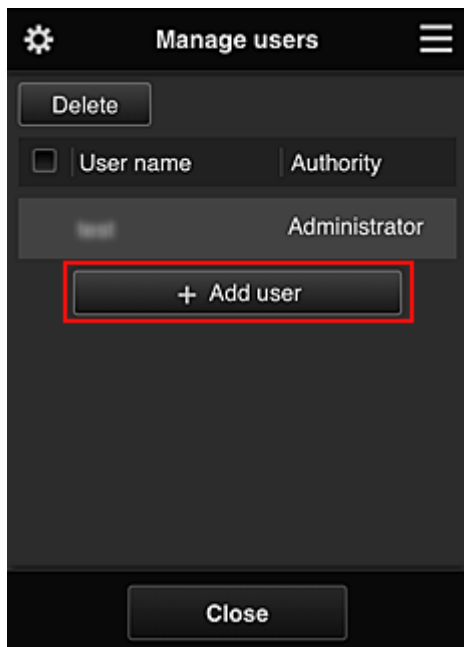 Manage users
Delete
User name Authority
Administrator
+ Add user
Close